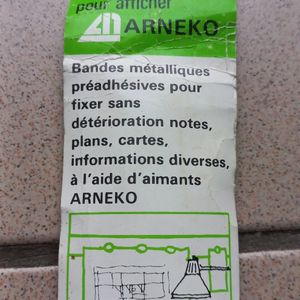 pour afficher
ARNEKO
Bandes métalliques
préadhésives pour
fixer sans
détérioration notes,
plans, cartes,
informations diverses,
à l'aide d'aimants
ARNEKO